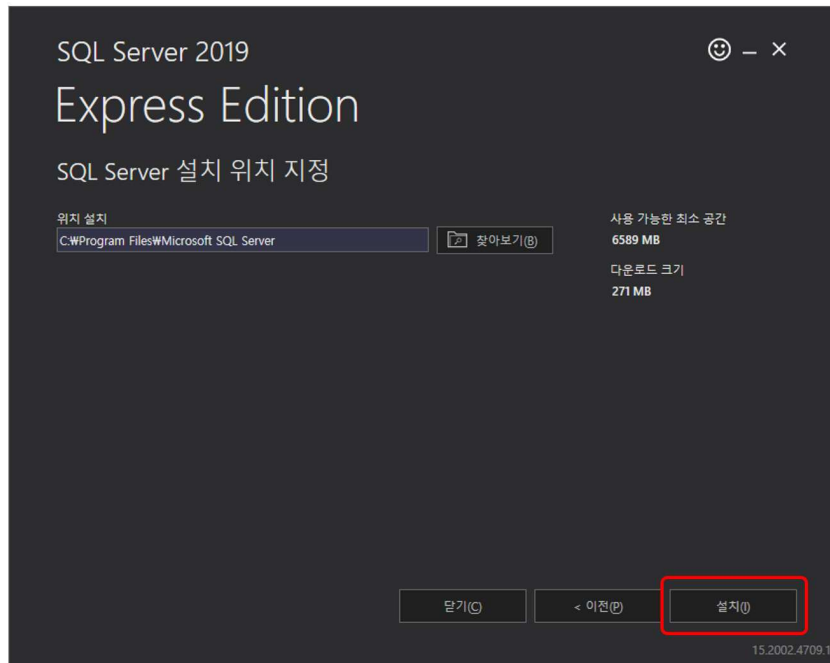 SQL Server 2019
Express Edition
SQL Server 설치 위치 지정
위치 설치
C:₩Program Files₩Microsoft SQL Server
찾아보기(B)
사용 가능한 최소 공간
6589 MB
다운로드 크기
271 MB
닫기(C)
< 이전(P)
설치(I)
15.2002.4709.1